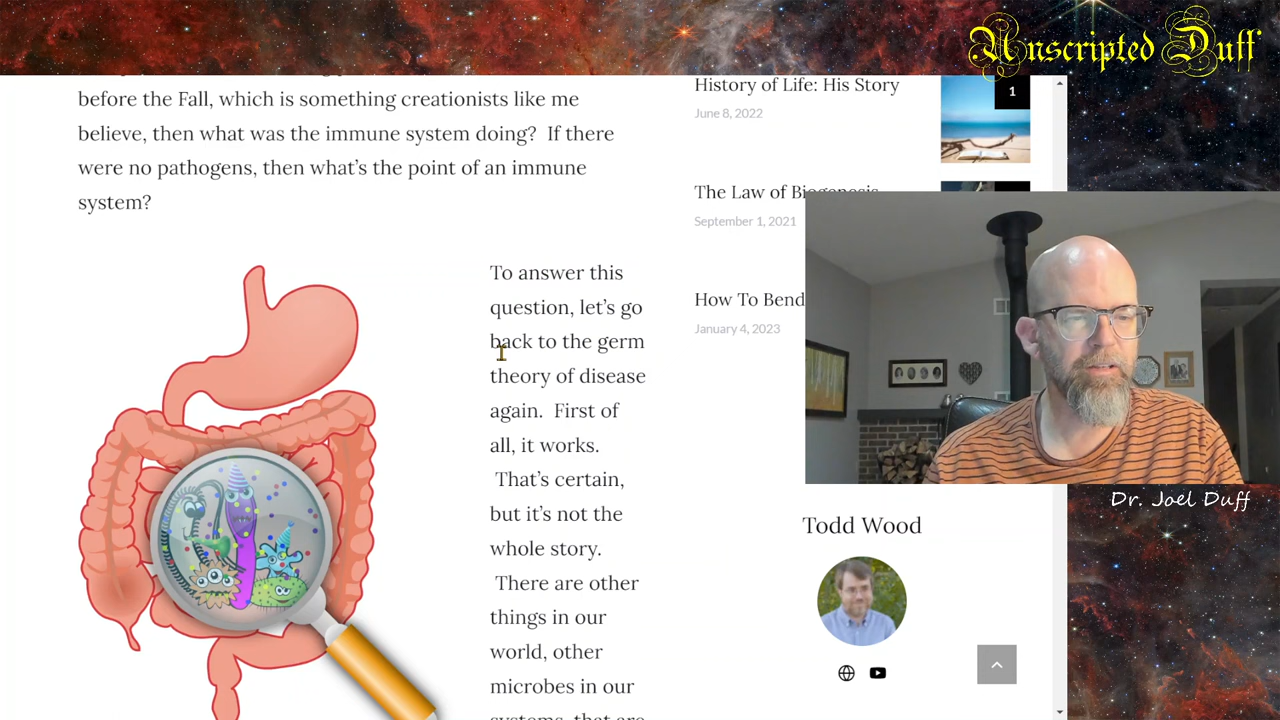 Unscripted Duff
before the Fall, which is something creationists like me
believe, then what was the immune system doing?  If there
were no pathogens, then what's the point of an immune
system?
To answer this
question, let's go
back to the germ
theory of disease
again.  First of
all, it works.
That's certain,
but it's not the
whole story.
There are other
things in our
world, other
microbes in our
History of Life: His Story
June 8, 2022
1
The Law of Biogenesis
September 1, 2021
How To Bend
January 4, 2023
Dr. Joel Duff
Todd Wood